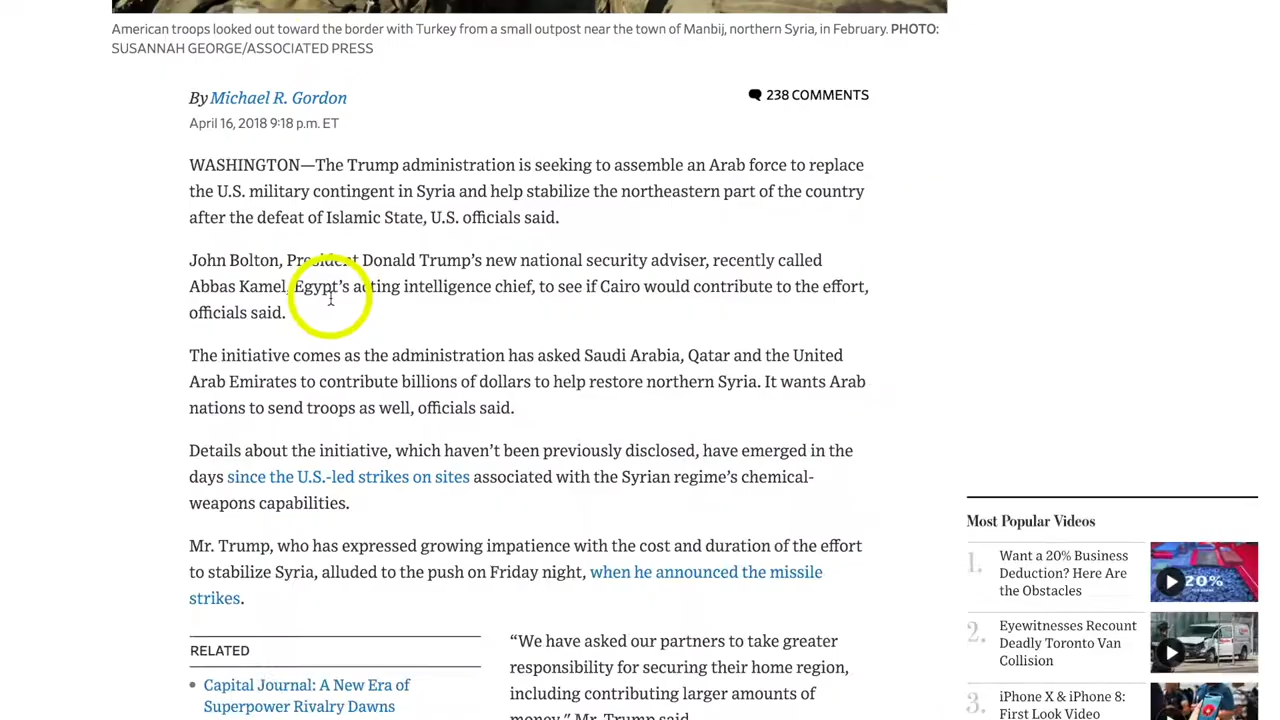 American troops looked out toward the border with Turkey from a small outpost near the town of Manbij, northern Syria, in February. PHOTO:
SUSANNAH GEORGE/ASSOCIATED PRESS
By Michael R. Gordon
238 COMMENTS
April 16, 2018 9:18 p.m. ET
WASHINGTON—The Trump administration is seeking to assemble an Arab force to replace
the U.S. military contingent in Syria and help stabilize the northeastern part of the country
after the defeat of Islamic State, U.S. officials said.
John Bolton, President Donald Trump’s new national security adviser, recently called
Abbas Kamel, Egypt’s acting intelligence chief, to see if Cairo would contribute to the effort,
officials said.
The initiative comes as the administration has asked Saudi Arabia, Qatar and the United
Arab Emirates to contribute billions of dollars to help restore northern Syria. It wants Arab
nations to send troops as well, officials said.
Details about the initiative, which haven’t been previously disclosed, have emerged in the
days since the U.S.-led strikes on sites associated with the Syrian regime’s chemical-
weapons capabilities.
Mr. Trump, who has expressed growing impatience with the cost and duration of the effort
to stabilize Syria, alluded to the push on Friday night, when he announced the missile
strikes.
RELATED
• Capital Journal: A New Era of
Superpower Rivalry Dawns
“We have asked our partners to take greater
responsibility for securing their home region,
including contributing larger amounts of
money,” Mr. Trump said
Most Popular Videos
1. Want a 20% Business
Deduction? Here Are
the Obstacles
20%
2. Eyewitnesses Recount
Deadly Toronto Van
Collision
3. iPhone X & iPhone 8:
First Look Video